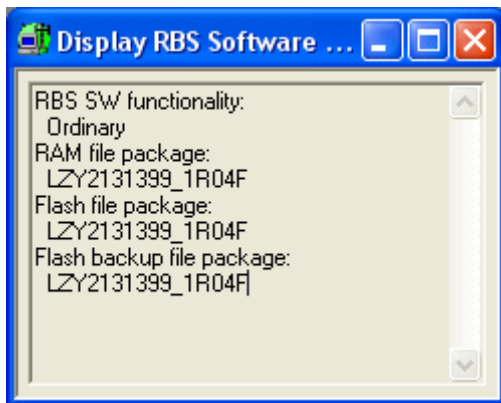 Display RBS Software ...
RBS SW functionality:
Ordinary
RAM file package:
LZY2131399_1R04F
Flash file package:
LZY2131399_1R04F
Flash backup file package:
LZY2131399_1R04F